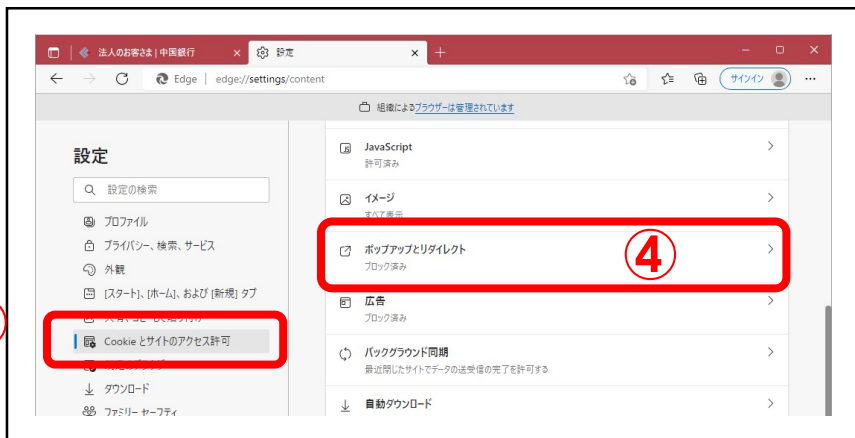 法人のお客さま | 中国銀行
設定
Edge | edge://settings/content
サインイン
組織によるブラウザーは管理されています
設定
設定の検索
プロファイル
プライバシー、検索、サービス
外観
[スタート]、[ホーム]、および [新規] タブ
Cookie とサイトのアクセス許可
ダウンロード
ファミリー セーフティ
JavaScript
許可済み
イメージ
すべて表示
ポップアップとリダイレクト
ブロック済み
④
広告
ブロック済み
バックグラウンド同期
最近閉じたサイトでデータの送受信の完了を許可する
自動ダウンロード